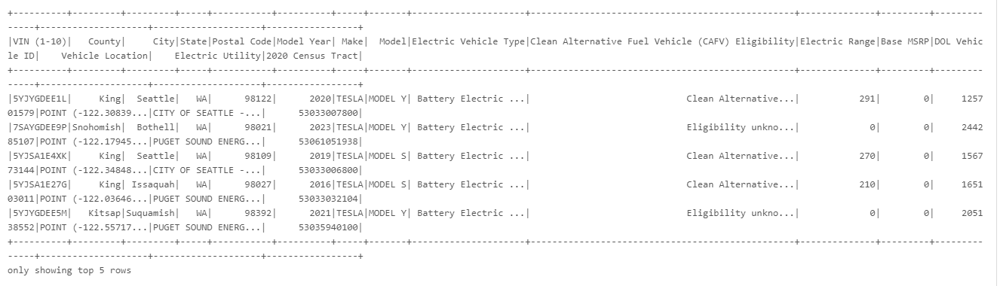 +----------+---------+---------+-----+-----------+----------+-----+-------+---------------------+-------------------------------------------------+--------------+---------+---------
-----+--------------------+--------------------+-----------------+
|VIN (1-10)|   County|     City|State|Postal Code|Model Year| Make|  Model|Electric Vehicle Type|Clean Alternative Fuel Vehicle (CAFV) Eligibility|Electric Range|Base MSRP|DOL Vehic
le ID|    Vehicle Location|    Electric Utility|2020 Census Tract|
+----------+---------+---------+-----+-----------+----------+-----+-------+---------------------+-------------------------------------------------+--------------+---------+---------
-----+--------------------+--------------------+-----------------+
|5YJYGDEE1L|     King|  Seattle|   WA|      98122|      2020|TESLA|MODEL Y| Battery Electric ...|                             Clean Alternative...|           291|        0|     1257
01579|POINT (-122.30839...|CITY OF SEATTLE -...|      53033007800|
|7SAYGDEE9P|Snohomish|  Bothell|   WA|      98021|      2023|TESLA|MODEL Y| Battery Electric ...|                             Eligibility unkno...|             0|        0|     2442
85107|POINT (-122.17945...|PUGET SOUND ENERG...|      53061051938|
|5YJSA1E4XK|     King|  Seattle|   WA|      98109|      2019|TESLA|MODEL S| Battery Electric ...|                             Clean Alternative...|           270|        0|     1567
73144|POINT (-122.34848...|CITY OF SEATTLE -...|      53033006800|
|5YJSA1E27G|     King| Issaquah|   WA|      98027|      2016|TESLA|MODEL S| Battery Electric ...|                             Clean Alternative...|           210|        0|     1651
03011|POINT (-122.03646...|PUGET SOUND ENERG...|      53033032104|
|5YJYGDEE5M|   Kitsap|Suquamish|   WA|      98392|      2021|TESLA|MODEL Y| Battery Electric ...|                             Eligibility unkno...|             0|        0|     2051
38552|POINT (-122.55717...|PUGET SOUND ENERG...|      53035940100|
+----------+---------+---------+-----+-----------+----------+-----+-------+---------------------+-------------------------------------------------+--------------+---------+---------
-----+--------------------+--------------------+-----------------+
only showing top 5 rows